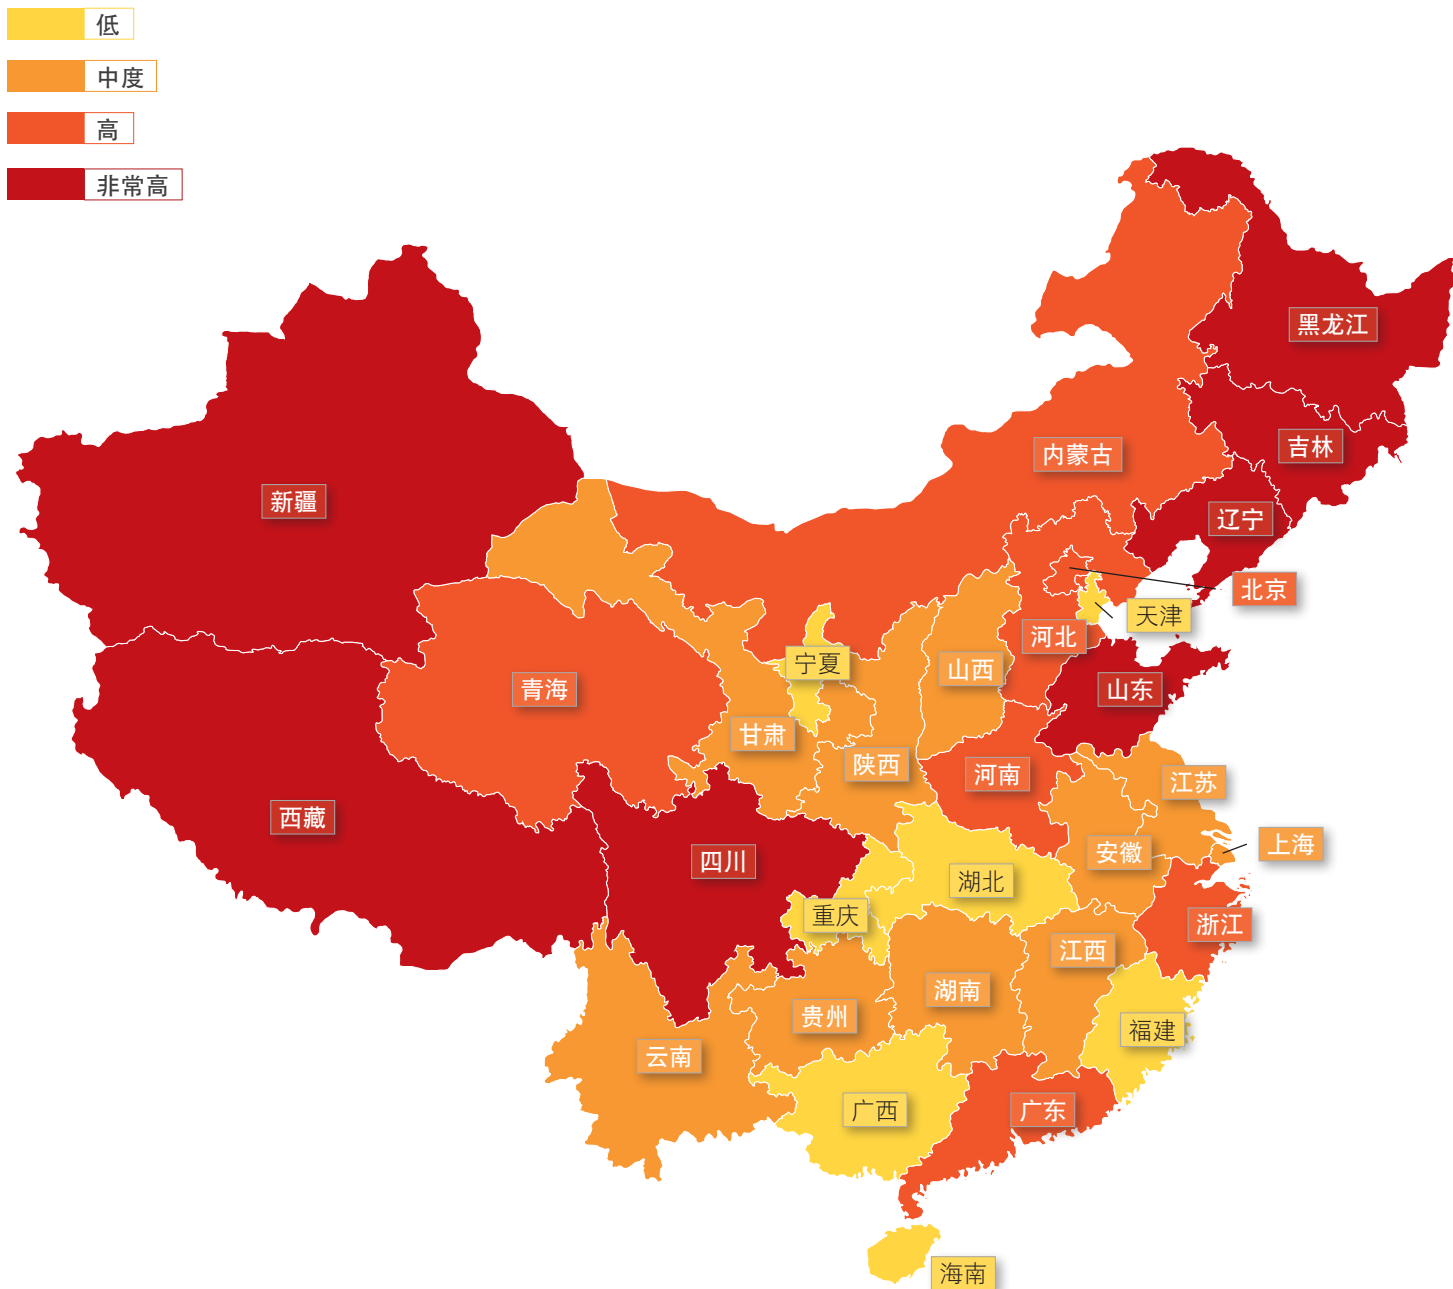 低
中度
高
非常高
黑龙江
吉林
内蒙古
新疆
辽宁
北京
天津
河北
宁夏
山西
青海
山东
甘肃
陕西
河南
江苏
西藏
上海
安徽
四川
湖北
重庆
浙江
江西
湖南
贵州
福建
云南
广西
广东
海南